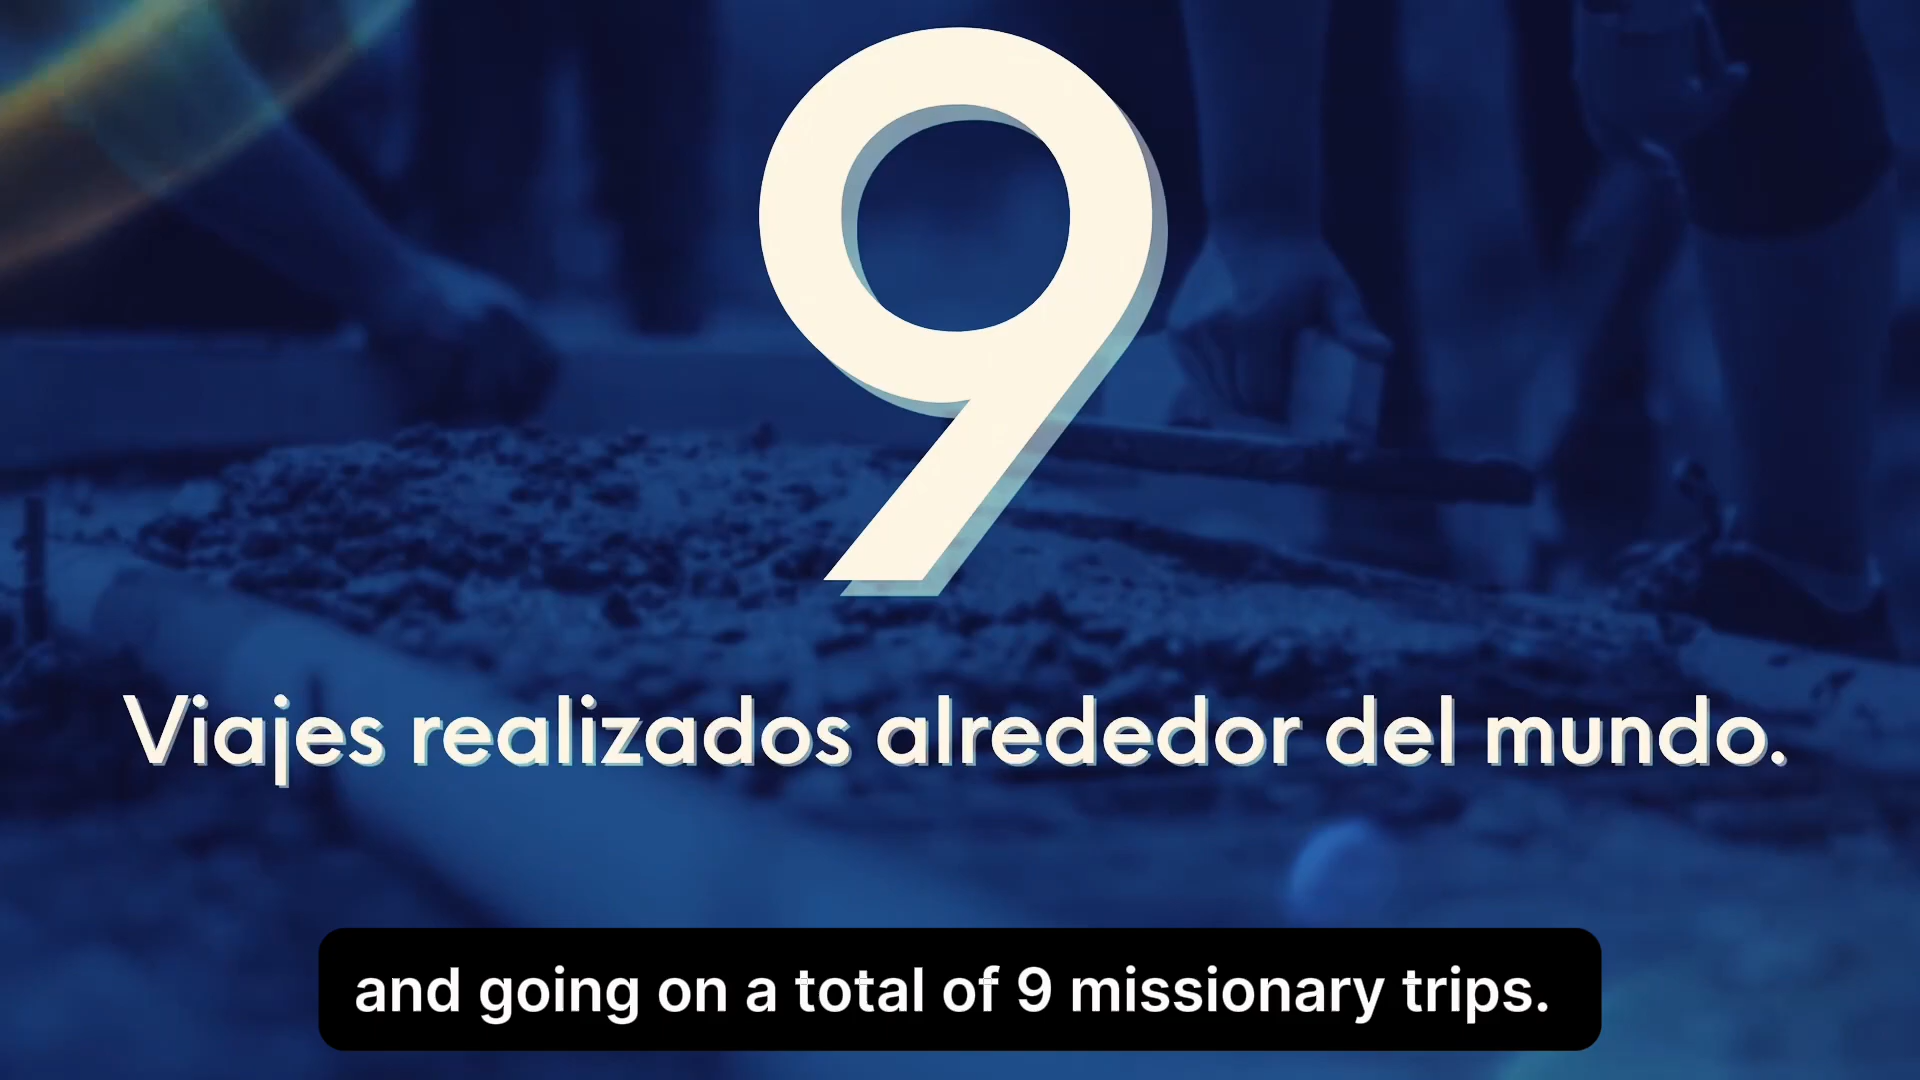 9
Viajes realizados alrededor del mundo.
and going on a total of 9 missionary trips.